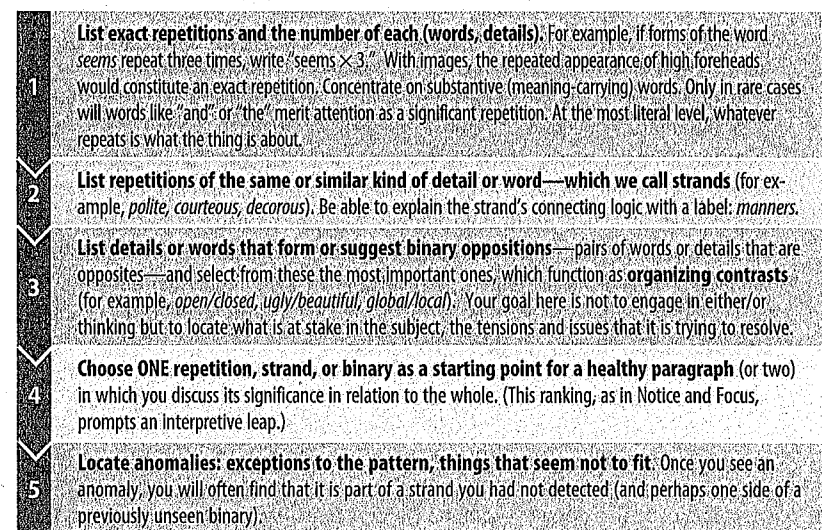 List exact repetitions and the number of each (words, details). For example, if forms of the word
seems repeat three times, write "seems × 3." With images, the repeated appearance of high foreheads
would constitute an exact repetition. Concentrate on substantive (meaning-carrying) words. Only in rare cases
1
will words like "and" or "the" merit attention as a significant repetition. At the most literal level, whatever
repeats is what the thing is about.
List repetitions of the same or similar kind of detail or word—which we call strands (for ex-
2
ample, polite, courteous, decorous). Be able to explain the strand's connecting logic with a label: manners.
List details or words that form or suggest binary oppositions—pairs of words or details that are
opposites—and select from these the most important ones, which function as organizing contrasts
3
(for example, open/closed, ugly/beautiful, global/local). Your goal here is not to engage in either/or
thinking but to locate what is at stake in the subject, the tensions and issues that it is trying to resolve.
Choose ONE repetition, strand, or binary as a starting point for a healthy paragraph (or two)
4
in which you discuss its significance in relation to the whole. (This ranking, as in Notice and Focus,
prompts an interpretive leap.)
Locate anomalies: exceptions to the pattern, things that seem not to fit. Once you see an
5
anomaly, you will often find that it is part of a strand you had not detected (and perhaps one side of a
previously unseen binary).